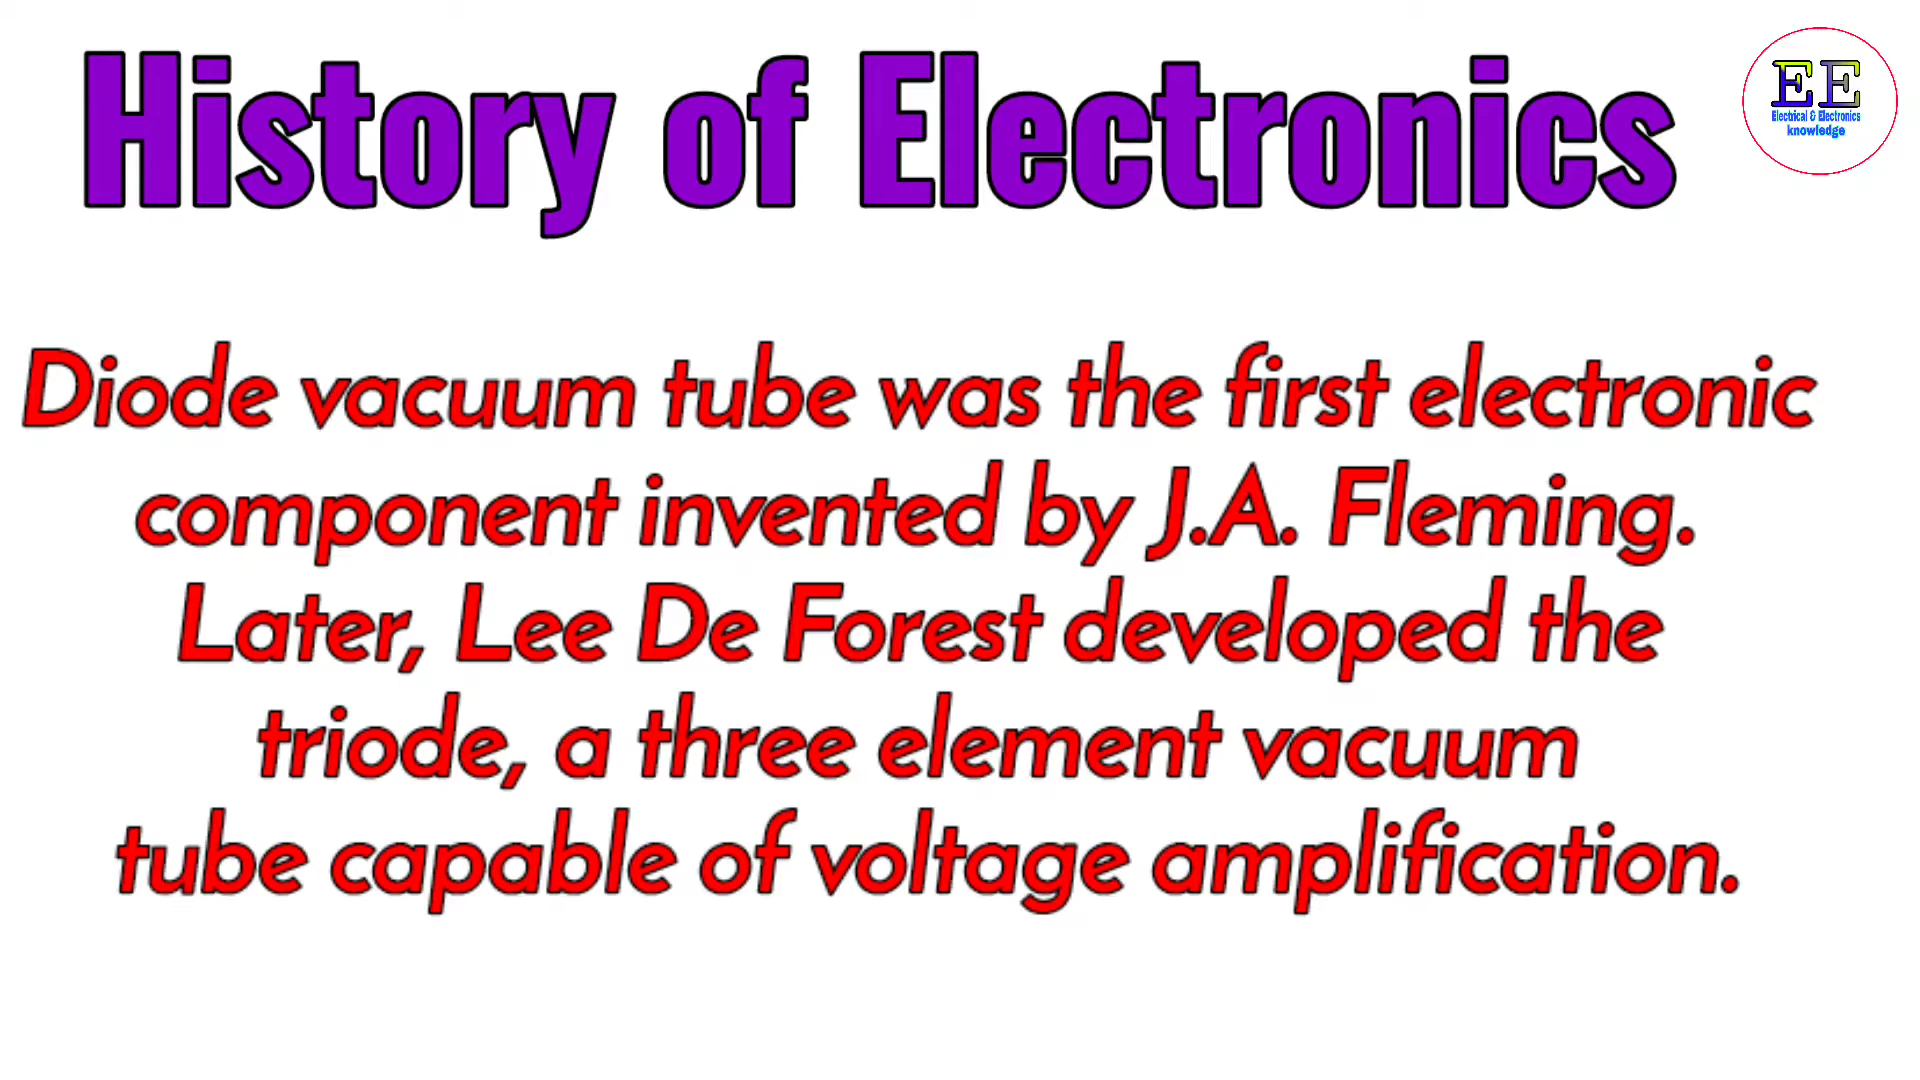 History of Electronics
EE
Electrical & Electronics
knowledge
Diode vacuum tube was the first electronic
component invented by J.A. Fleming.
Later, Lee De Forest developed the
triode, a three element vacuum
tube capable of voltage amplification.